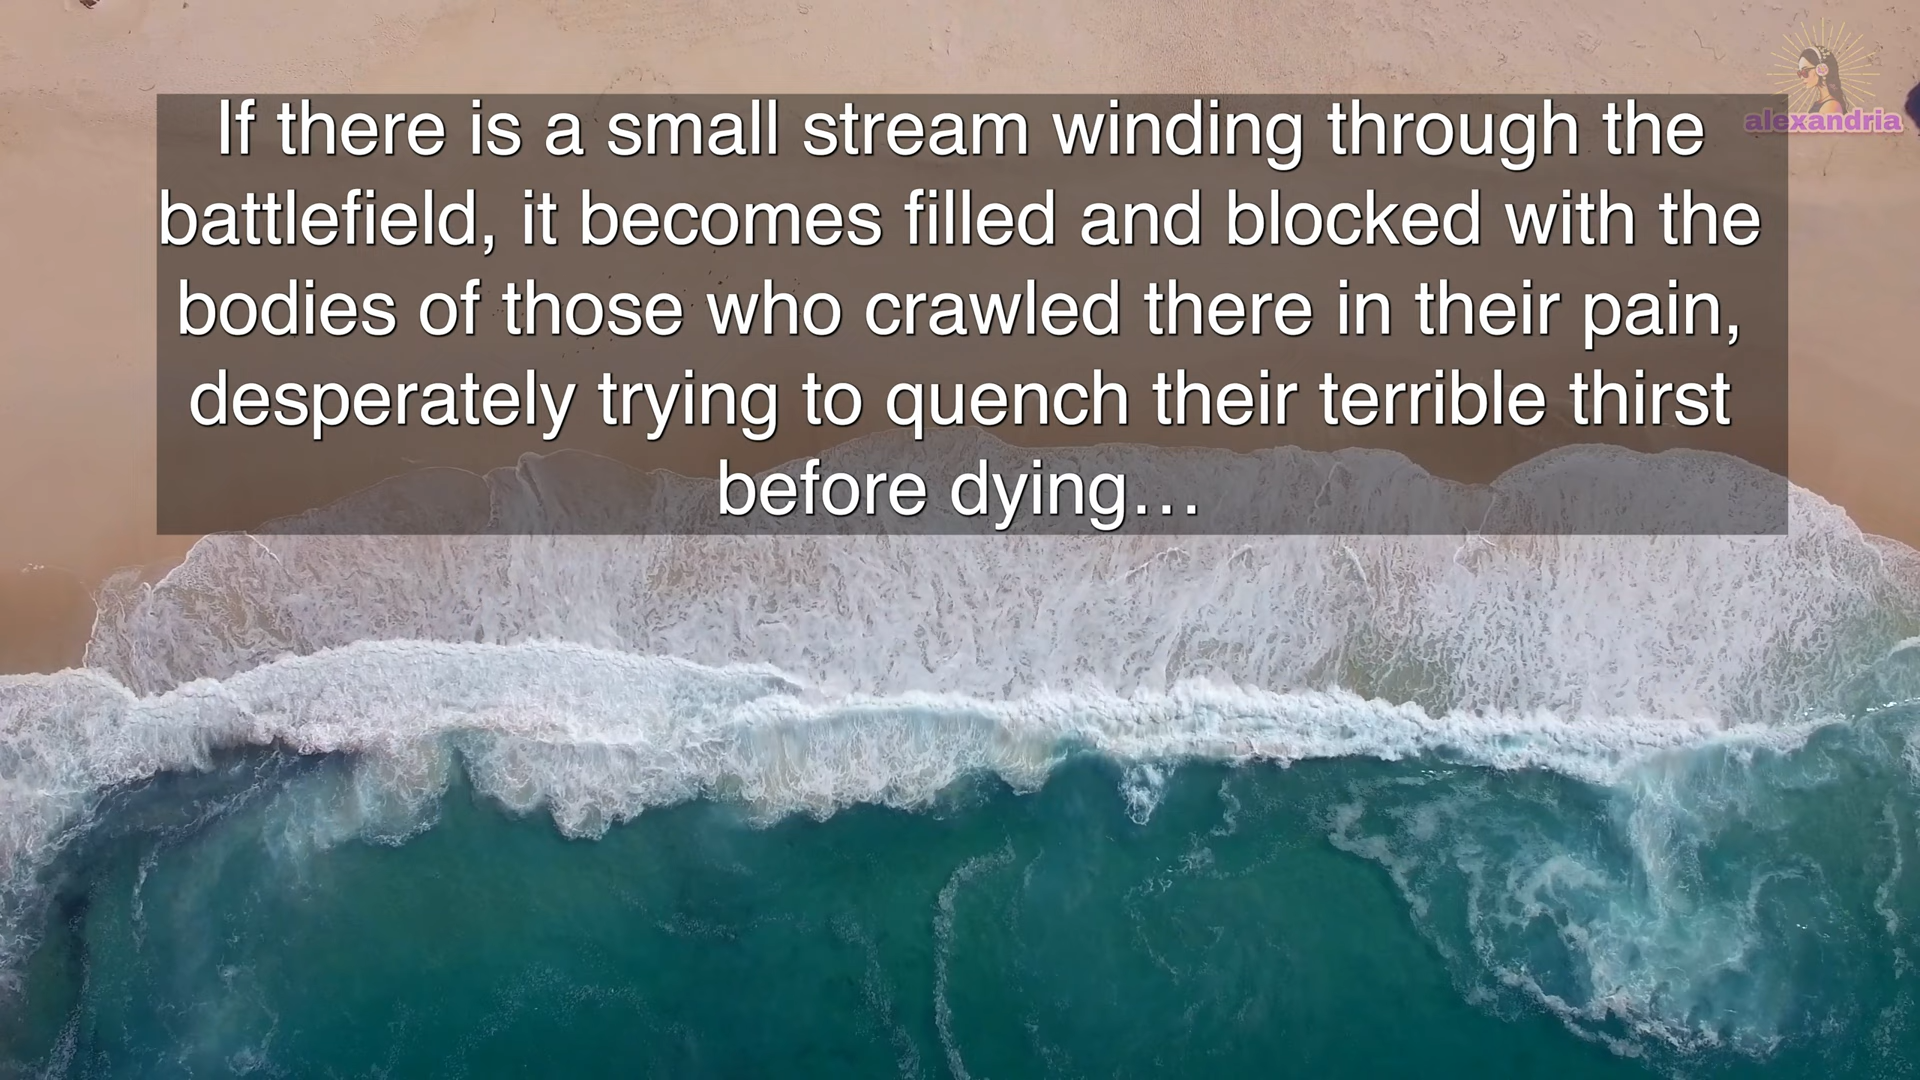 If there is a small stream winding through the
battlefield, it becomes filled and blocked with the
bodies of those who crawled there in their pain,
desperately trying to quench their terrible thirst
before dying…
alexandria